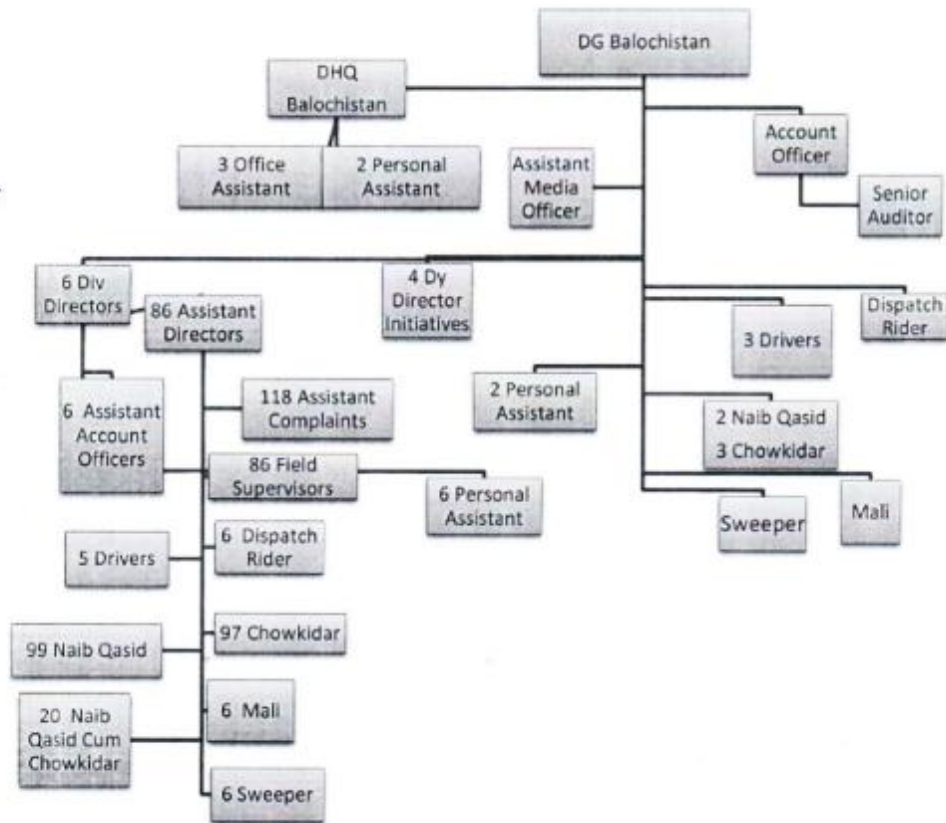 DG Balochistan
DHQ
Balochistan
Account
Officer
3 Office
Assistant
2 Personal
Assistant
Assistant
Media
Officer
Senior
Auditor
6 Div
Directors
86 Assistant
Directors
4 Dy
Director
Initiatives
Dispatch
Rider
3 Drivers
2 Personal
Assistant
118 Assistant
Complaints
2 Naib Qasid
3 Chowkidar
6 Assistant
Account
Officers
86 Field
Supervisors
6 Personal
Assistant
Sweeper
Mali
5 Drivers
6 Dispatch
Rider
99 Naib Qasid
97 Chowkidar
20 Naib
Qasid Cum
Chowkidar
6 Mali
6 Sweeper